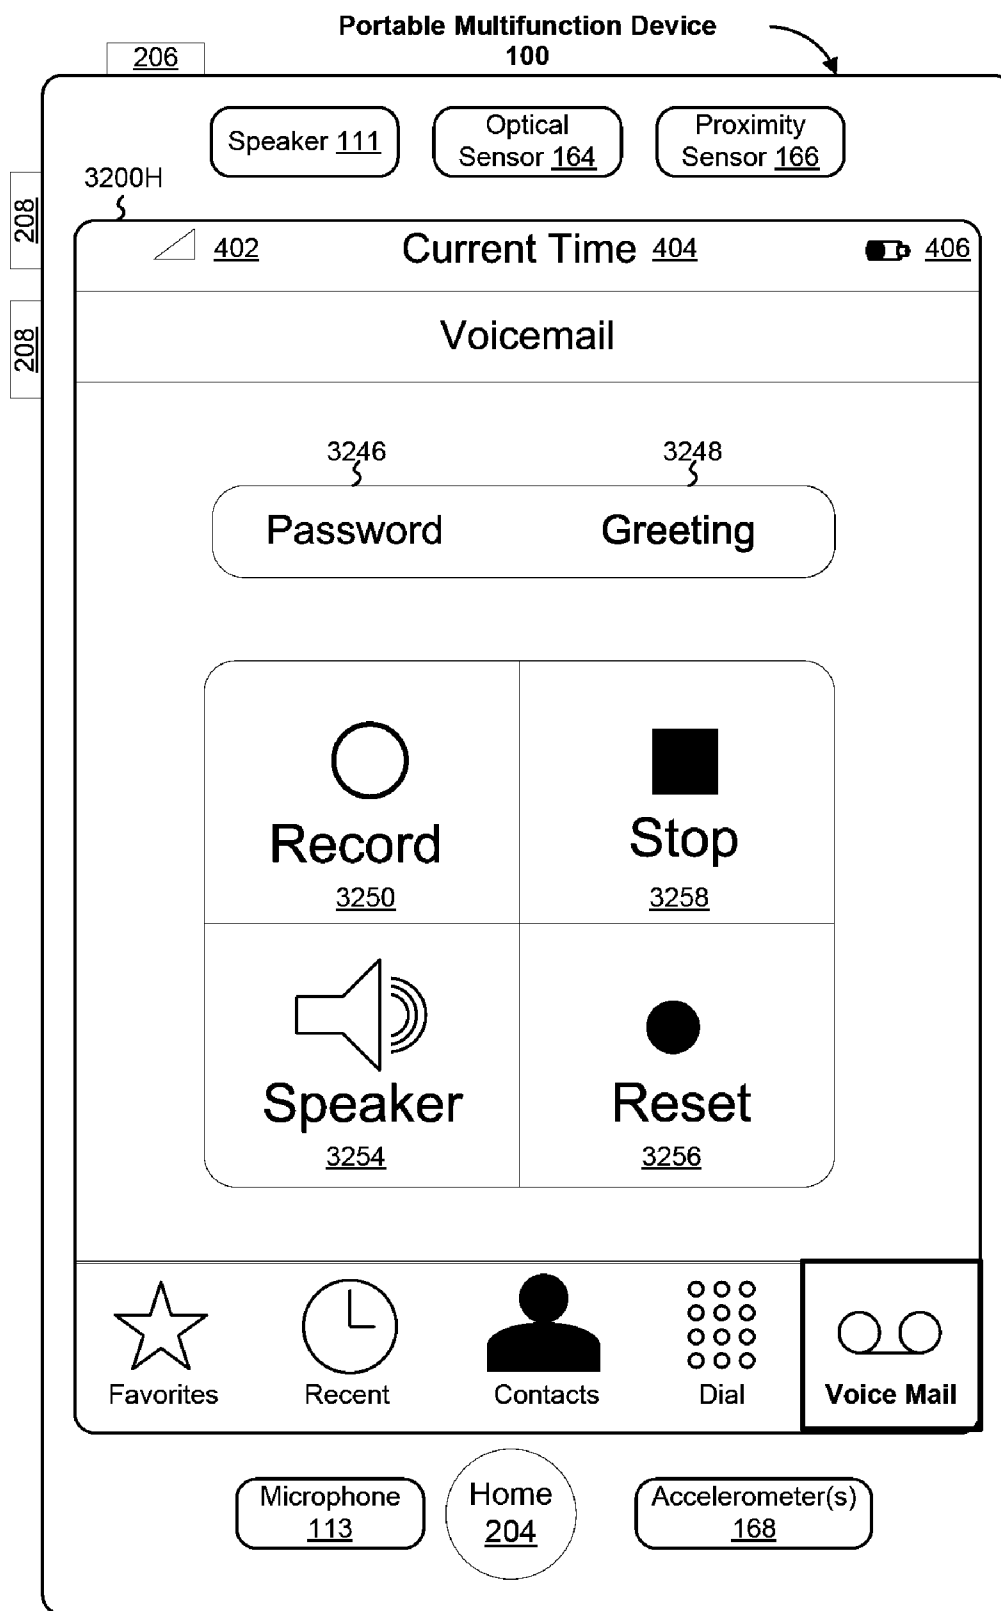 Portable Multifunction Device
100
206
Speaker 111
Optical
Sensor 164
Proximity
Sensor 166
3200H
208
208
402
Current Time 404
406
Voicemail
3246
3248
Password
Greeting
Record
3250
Stop
3258
Speaker
3254
Reset
3256
Favorites
Recent
Contacts
Dial
Voice Mail
Microphone
113
Home
204
Accelerometer(s)
168